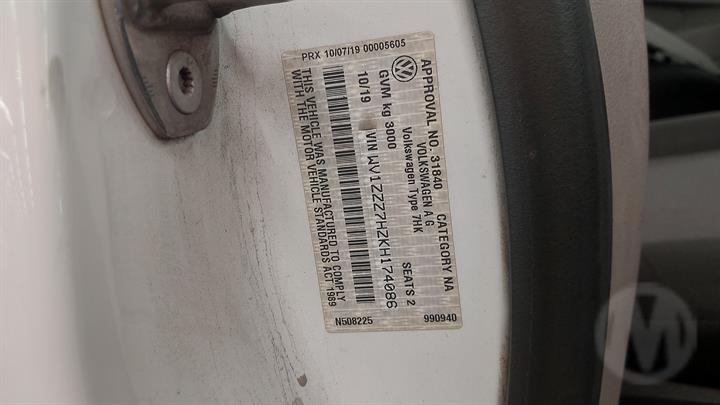 PRX 10/07/19 00005605
APPROVAL NO. 31840 CATEGORY NA
VOLKSWAGEN A.G
Volkswagen Type 7HK
GVM kg 3000 SEATS 2
10/19 VIN WV1ZZZ7HZKH174086
THIS VEHICLE WAS MANUFACTURED TO COMPLY
WITH THE MOTOR VEHICLE STANDARDS ACT 1989
N508225 990940